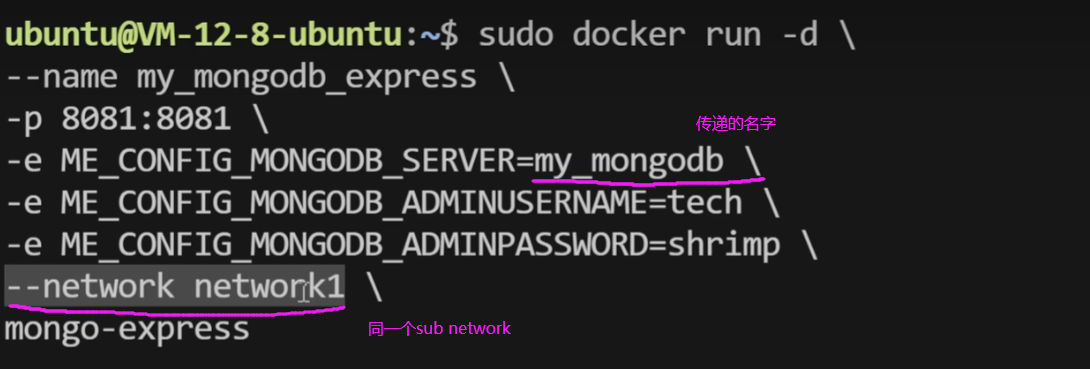 ubuntu@VM-12-8-ubuntu:~$ sudo docker run -d \
--name my_mongodb_express \
-p 8081:8081 \
传递的名字
-e ME_CONFIG_MONGODB_SERVER=my_mongodb \
-e ME_CONFIG_MONGODB_ADMINUSERNAME=tech \
-e ME_CONFIG_MONGODB_ADMINPASSWORD=shrimp \
--network network1 \
同一个sub network
mongo-express